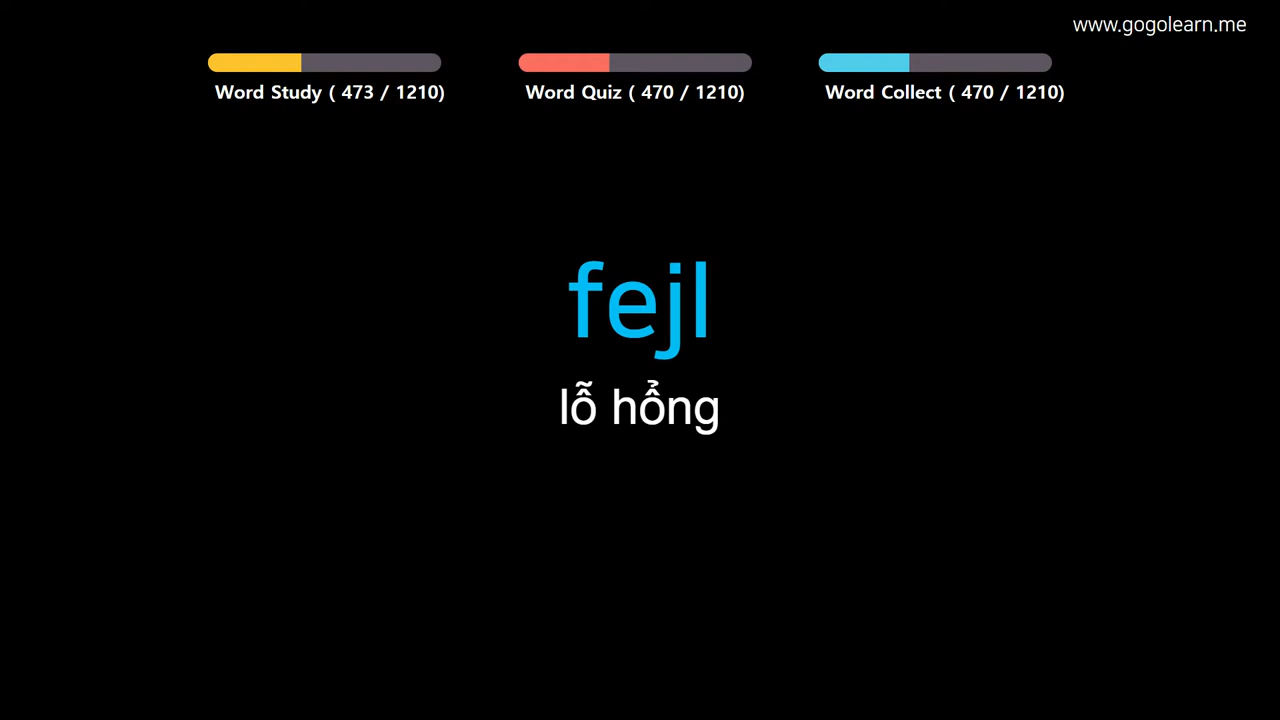 www.gogolearn.me
Word Study ( 473 / 1210)
Word Quiz ( 470 / 1210)
Word Collect ( 470 / 1210)
fejl
lỗ hổng